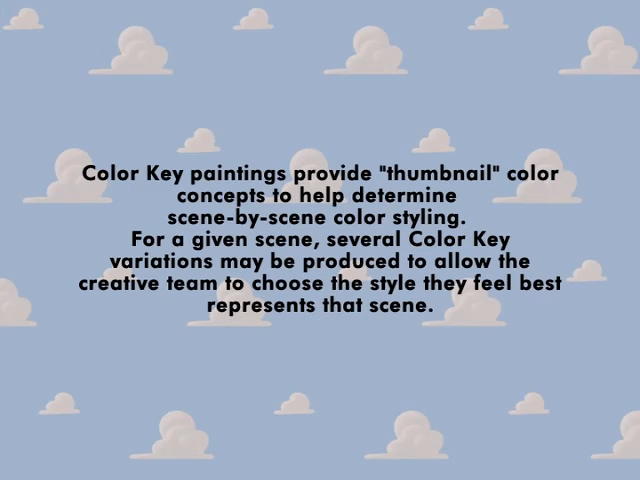 Color Key paintings provide "thumbnail" color
concepts to help determine
scene-by-scene color styling.
For a given scene, several Color Key
variations may be produced to allow the
creative team to choose the style they feel best
represents that scene.